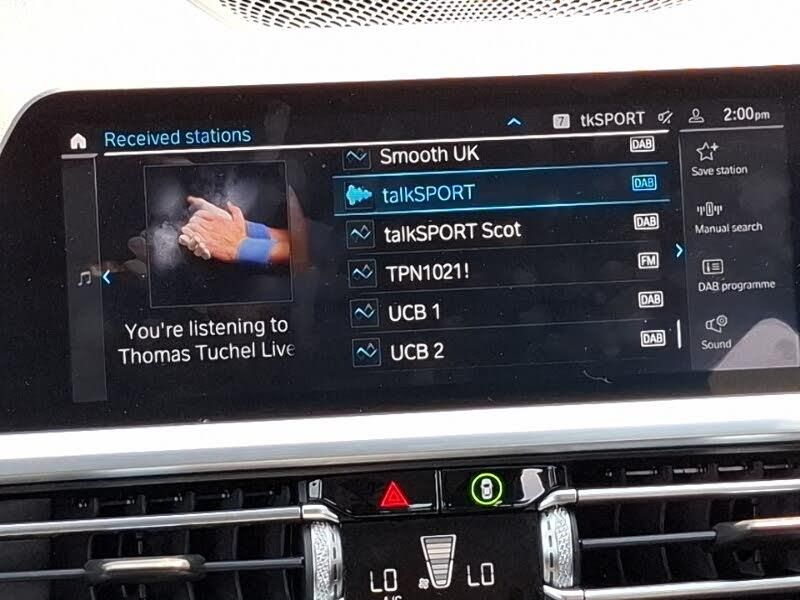 Received stations
7 tkSPORT 2:00pm
Smooth UK DAB
talkSPORT DAB
talkSPORT Scot DAB
TPN1021! FM
UCB 1 DAB
UCB 2 DAB
You're listening to
Thomas Tuchel Live
Save station
Manual search
DAB programme
Sound
LO LO
A/C